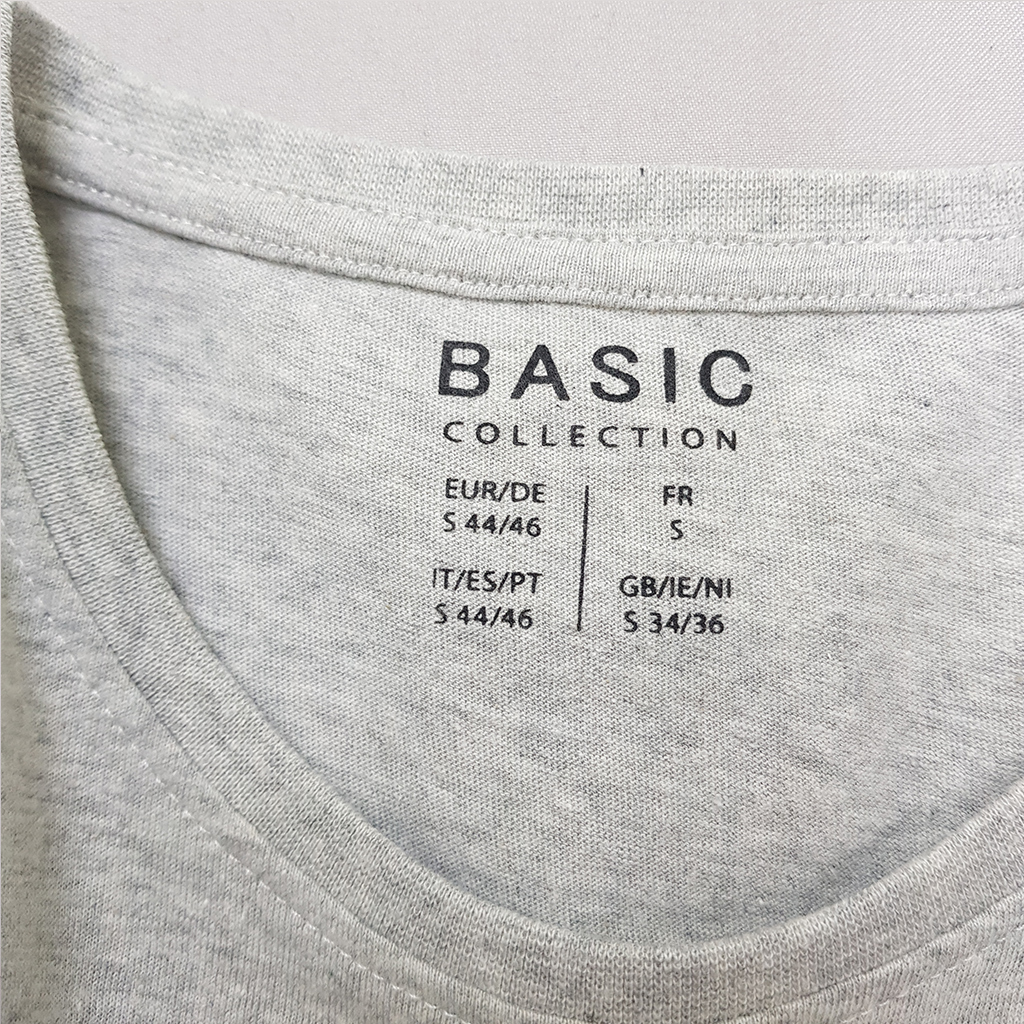 BASIC
COLLECTION
EUR/DE
S 44/46
FR
S
IT/ES/PT
S 44/46
GB/IE/NI
S 34/36